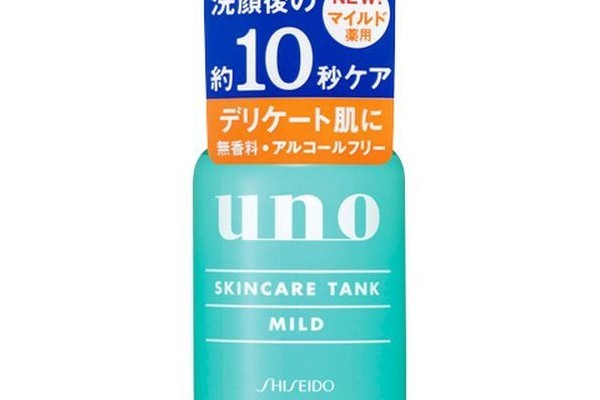 洗顔後の
NEW!
マイルド
薬用
約10秒ケア
デリケート肌に
無香料・アルコールフリー
uno
SKINCARE TANK
MILD
SHISEIDO